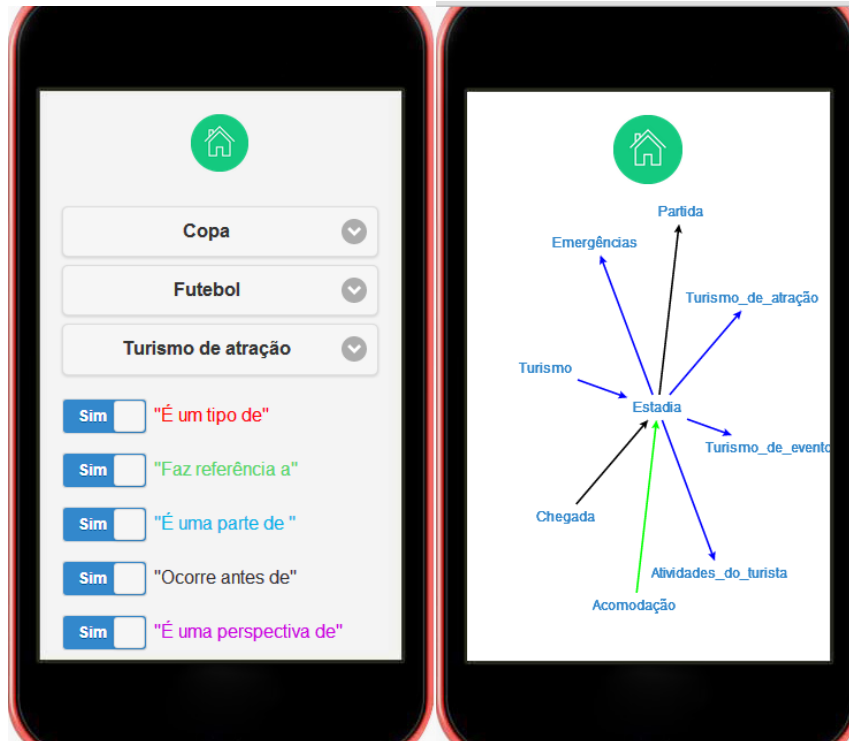 Copa
Futebol
Turismo de atração
Sim "É um tipo de"
Sim "Faz referência a"
Sim "É uma parte de "
Sim "Ocorre antes de"
Sim "É uma perspectiva de"
Partida
Emergências
Turismo_de_atração
Turismo
Estadia
Turismo_de_evento
Chegada
Atividades_do_turista
Acomodação